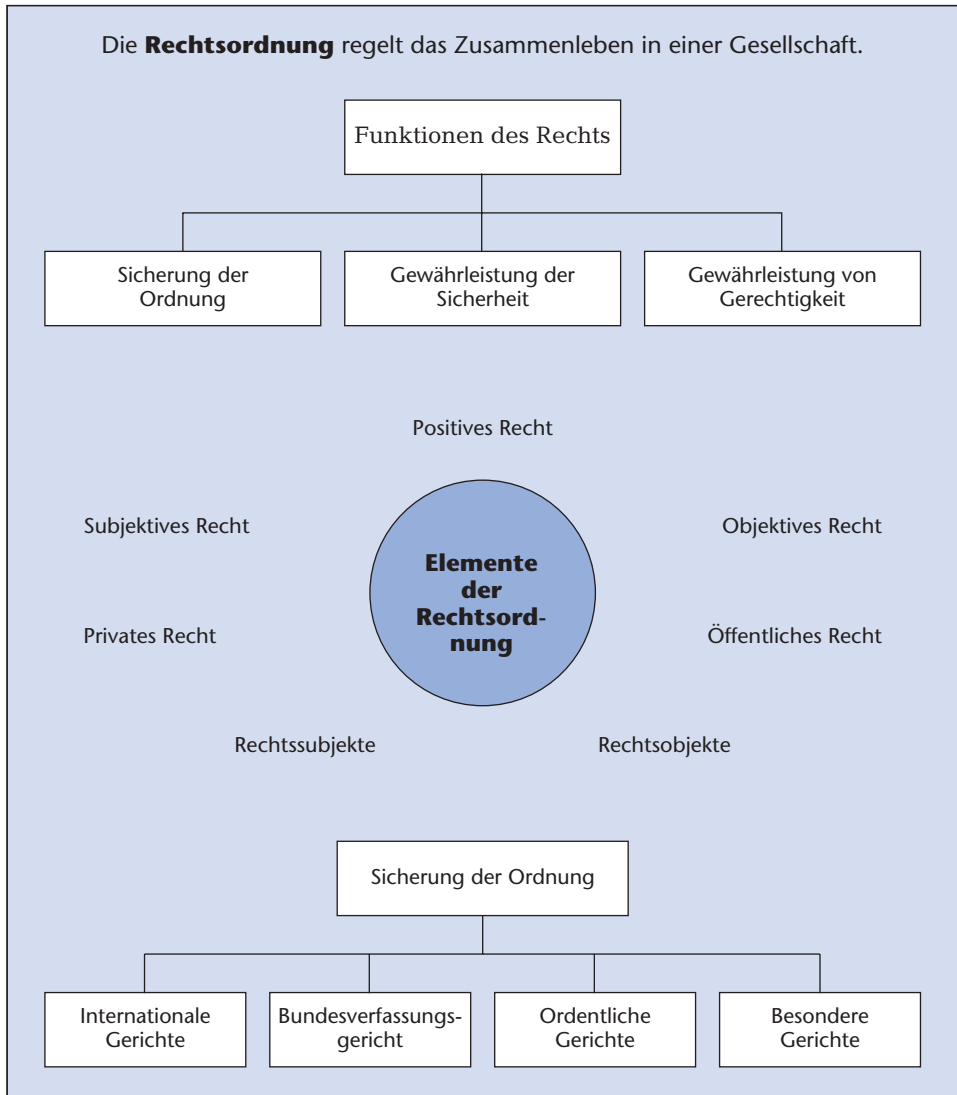 Die Rechtsordnung regelt das Zusammenleben in einer Gesellschaft.
Funktionen des Rechts
Sicherung der
Ordnung
Gewährleistung der
Sicherheit
Gewährleistung von
Gerechtigkeit
Positives Recht
Subjektives Recht
Objektives Recht
Elemente
der
Rechtsord-
nung
Privates Recht
Öffentliches Recht
Rechtssubjekte
Rechtsobjekte
Sicherung der Ordnung
Internationale
Gerichte
Bundesverfassungs-
gericht
Ordentliche
Gerichte
Besondere
Gerichte